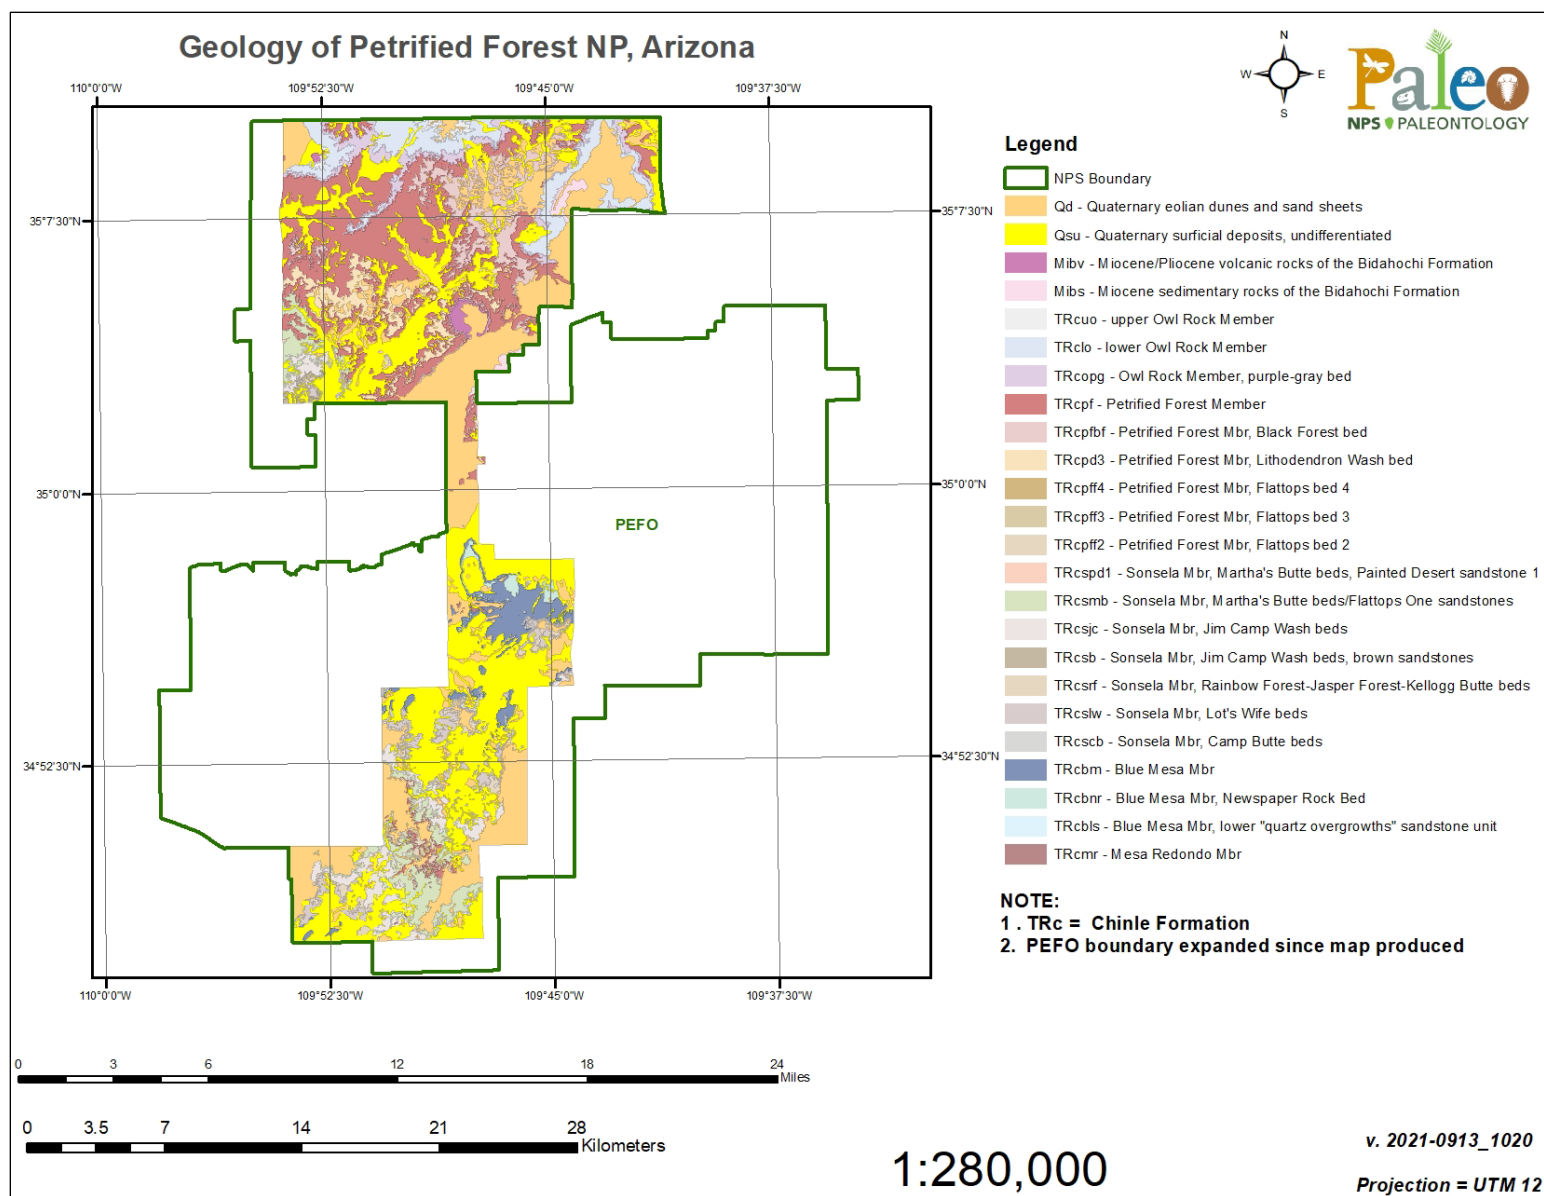 Geology of Petrified Forest NP, Arizona
N
W E
S
Paleo
NPS PALEONTOLOGY
110°0'0"W 109°52'30"W 109°45'0"W 109°37'30"W
35°7'30"N 35°7'30"N
35°0'0"N 35°0'0"N
PEFO
34°52'30"N 34°52'30"N
110°0'0"W 109°52'30"W 109°45'0"W 109°37'30"W
Legend
NPS Boundary
Qd - Quaternary eolian dunes and sand sheets
Qsu - Quaternary surficial deposits, undifferentiated
Mibv - Miocene/Pliocene volcanic rocks of the Bidahochi Formation
Mibs - Miocene sedimentary rocks of the Bidahochi Formation
TRcuo - upper Owl Rock Member
TRclo - lower Owl Rock Member
TRcopg - Owl Rock Member, purple-gray bed
TRcpf - Petrified Forest Member
TRcpfbf - Petrified Forest Mbr, Black Forest bed
TRcpd3 - Petrified Forest Mbr, Lithodendron Wash bed
TRcpff4 - Petrified Forest Mbr, Flattops bed 4
TRcpff3 - Petrified Forest Mbr, Flattops bed 3
TRcpff2 - Petrified Forest Mbr, Flattops bed 2
TRcspd1 - Sonsela Mbr, Martha's Butte beds, Painted Desert sandstone 1
TRcsmb - Sonsela Mbr, Martha's Butte beds/Flattops One sandstones
TRcsjc - Sonsela Mbr, Jim Camp Wash beds
TRcsb - Sonsela Mbr, Jim Camp Wash beds, brown sandstones
TRcsrf - Sonsela Mbr, Rainbow Forest-Jasper Forest-Kellogg Butte beds
TRcslw - Sonsela Mbr, Lot's Wife beds
TRcscb - Sonsela Mbr, Camp Butte beds
TRcbm - Blue Mesa Mbr
TRcbnr - Blue Mesa Mbr, Newspaper Rock Bed
TRcbls - Blue Mesa Mbr, lower "quartz overgrowths" sandstone unit
TRcmr - Mesa Redondo Mbr
NOTE:
1 . TRc = Chinle Formation
2. PEFO boundary expanded since map produced
0 3 6 12 18 24
Miles
0 3.5 7 14 21 28
Kilometers
1:280,000
v. 2021-0913_1020
Projection = UTM 12